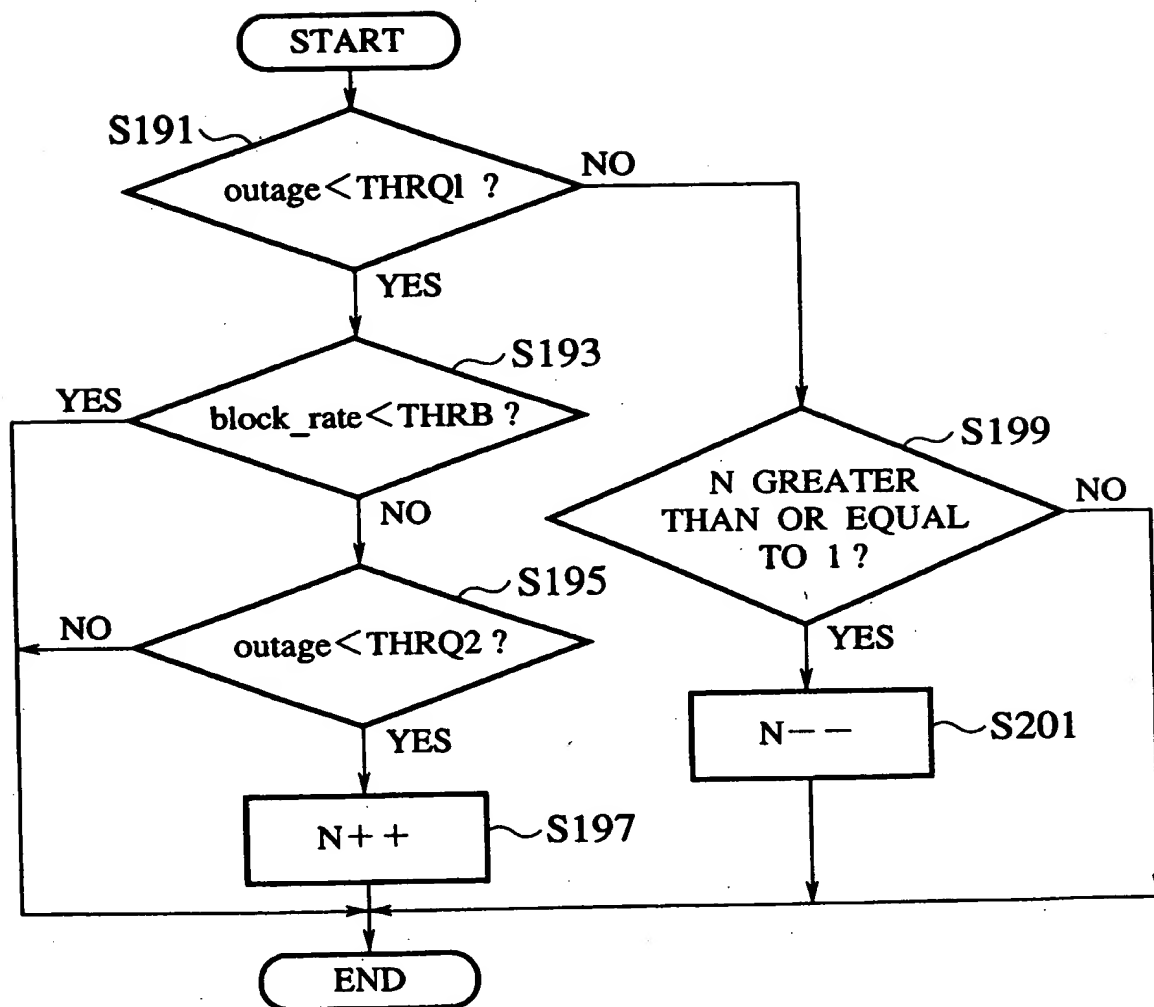 START
S191
outage<THRQ1 ?
NO
YES
S193
YES
block_rate<THRB ?
NO
S199
N GREATER
THAN OR EQUAL
TO 1 ?
NO
YES
S195
NO
outage<THRQ2 ?
YES
N--
S201
N++
S197
END